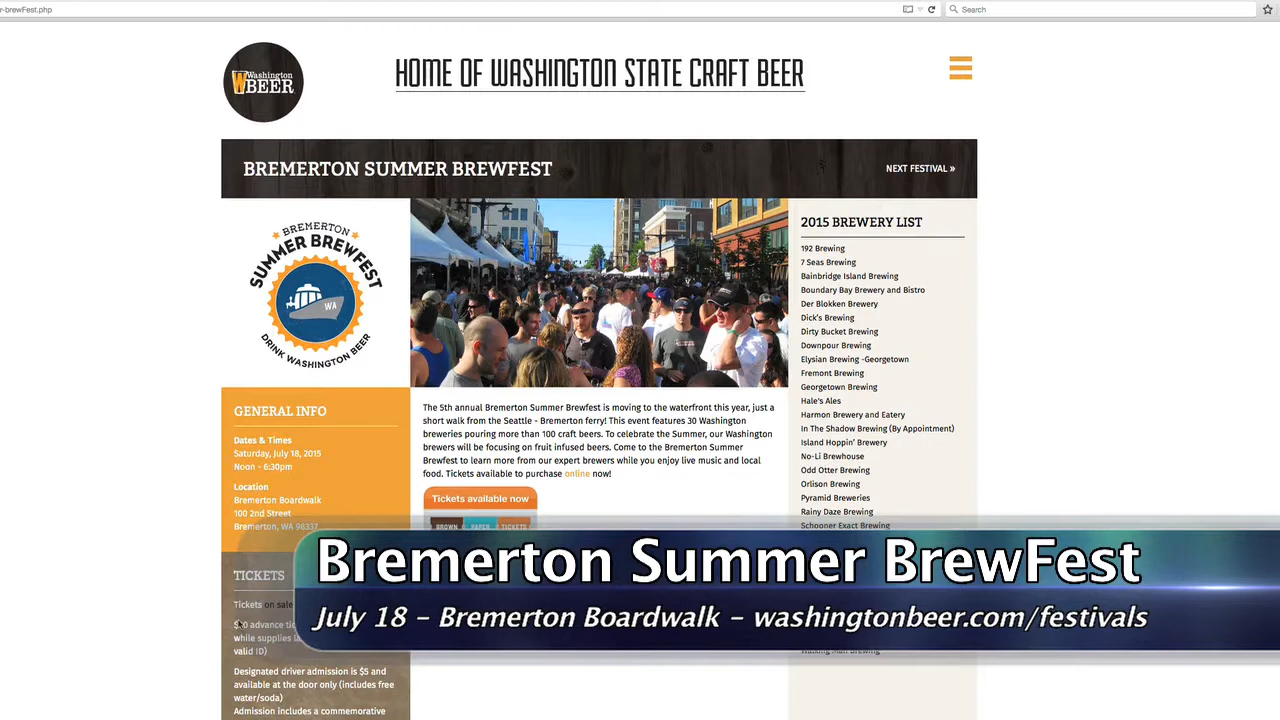 r-brewFest.php
Search
Washington
BEER
HOME OF WASHINGTON STATE CRAFT BEER
BREMERTON SUMMER BREWFEST
NEXT FESTIVAL »
BREMERTON
SUMMER BREWFEST
WA
DRINK WASHINGTON BEER
GENERAL INFO
Dates & Times
Saturday, July 18, 2015
Noon - 6:30pm
Location
Bremerton Boardwalk
100 2nd Street
Bremerton, WA 98337
TICKETS
Tickets on sale
advance
while supplies
valid ID)
Designated driver admission is $5 and
available at the door only (includes free
water/soda)
Admission includes a commemorative
The 5th annual Bremerton Summer Brewfest is moving to the waterfront this year, just a
short walk from the Seattle - Bremerton ferry! This event features 30 Washington
breweries pouring more than 100 craft beers. To celebrate the Summer, our Washington
brewers will be focusing on fruit infused beers. Come to the Bremerton Summer
Brewfest to learn more from our expert brewers while you enjoy live music and local
food. Tickets available to purchase online now!
Tickets available now
BROWN PAPER TICKETS
2015 BREWERY LIST
192 Brewing
7 Seas Brewing
Bainbridge Island Brewing
Boundary Bay Brewery and Bistro
Der Blokken Brewery
Dick's Brewing
Dirty Bucket Brewing
Downpour Brewing
Elysian Brewing -Georgetown
Fremont Brewing
Georgetown Brewing
Hale's Ales
Harmon Brewery and Eatery
In The Shadow Brewing (By Appointment)
Island Hoppin' Brewery
No-Li Brewhouse
Odd Otter Brewing
Orlison Brewing
Pyramid Breweries
Rainy Daze Brewing
Schooner Exact Brewing
Walking Man Brewing
Bremerton Summer BrewFest
July 18 – Bremerton Boardwalk – washingtonbeer.com/festivals